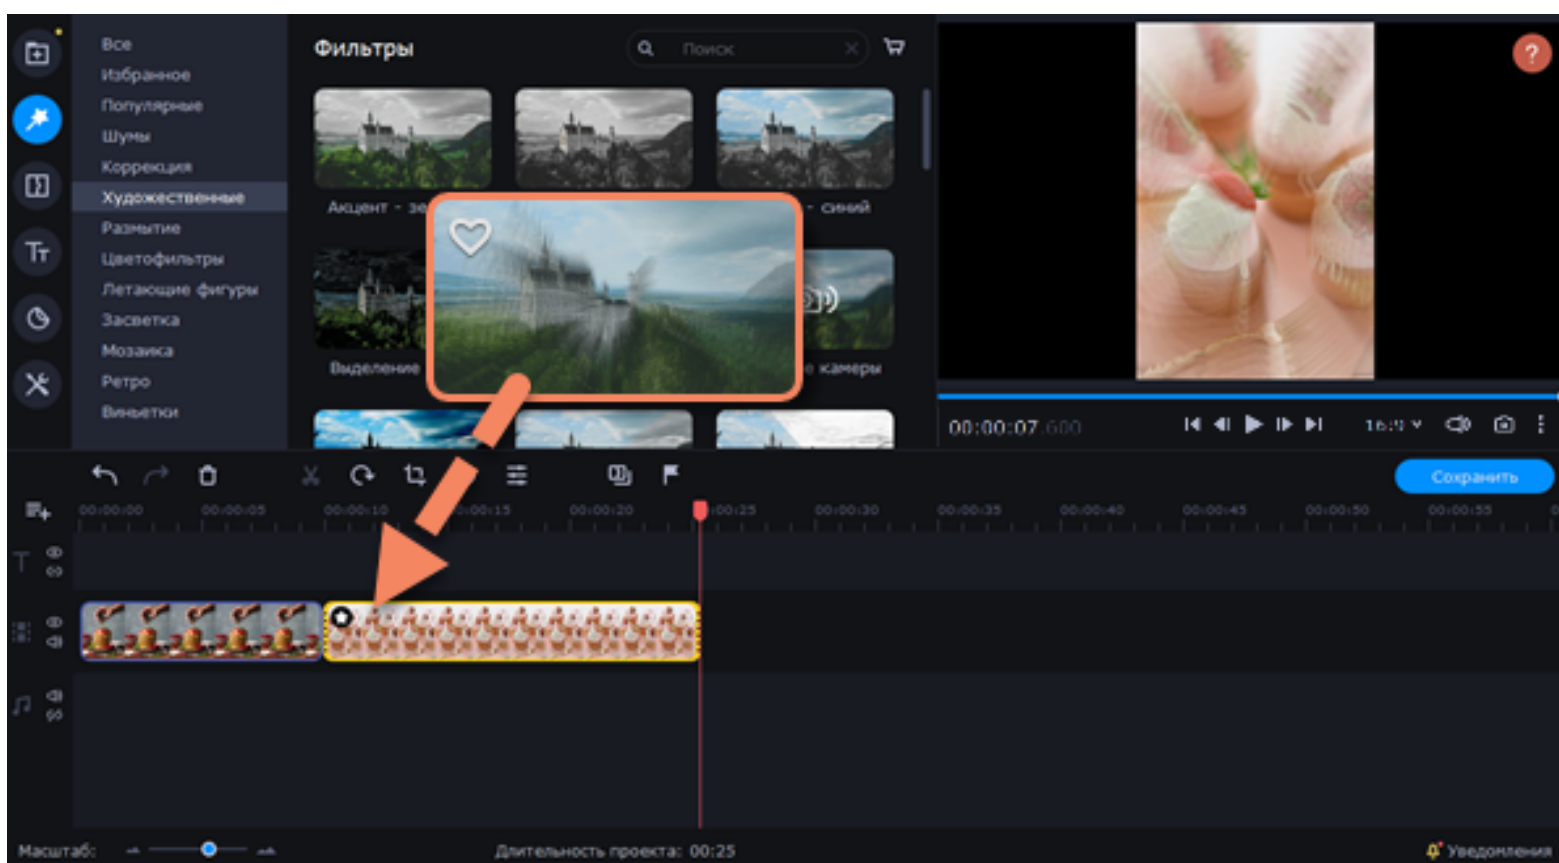 Все
Избранное
Популярные
Шумы
Коррекция
Художественные
Размытие
Цветофильтры
Летающие фигуры
Засветка
Мозаика
Ретро
Виньетки
Фильтры
Поиск
Акцент -
- синий
Выделение
камеры
?
00:00:07.600
16:9
Сохранить
00:00:00 00:00:05 00:00:10 00:00:15 00:00:20 00:00:25 00:00:30 00:00:35 00:00:40 00:00:45 00:00:50 00:00:55
Масштаб:
Длительность проекта: 00:25
Уведомления